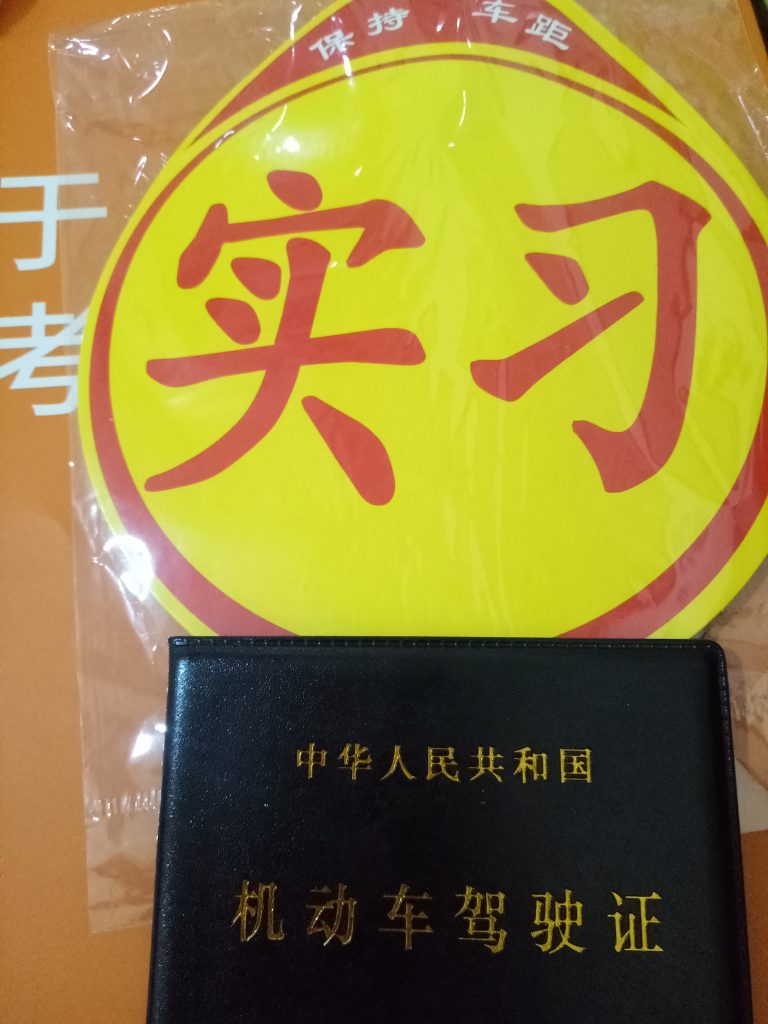 保持 车距
实习
于
考
中华人民共和国
机动车驾驶证